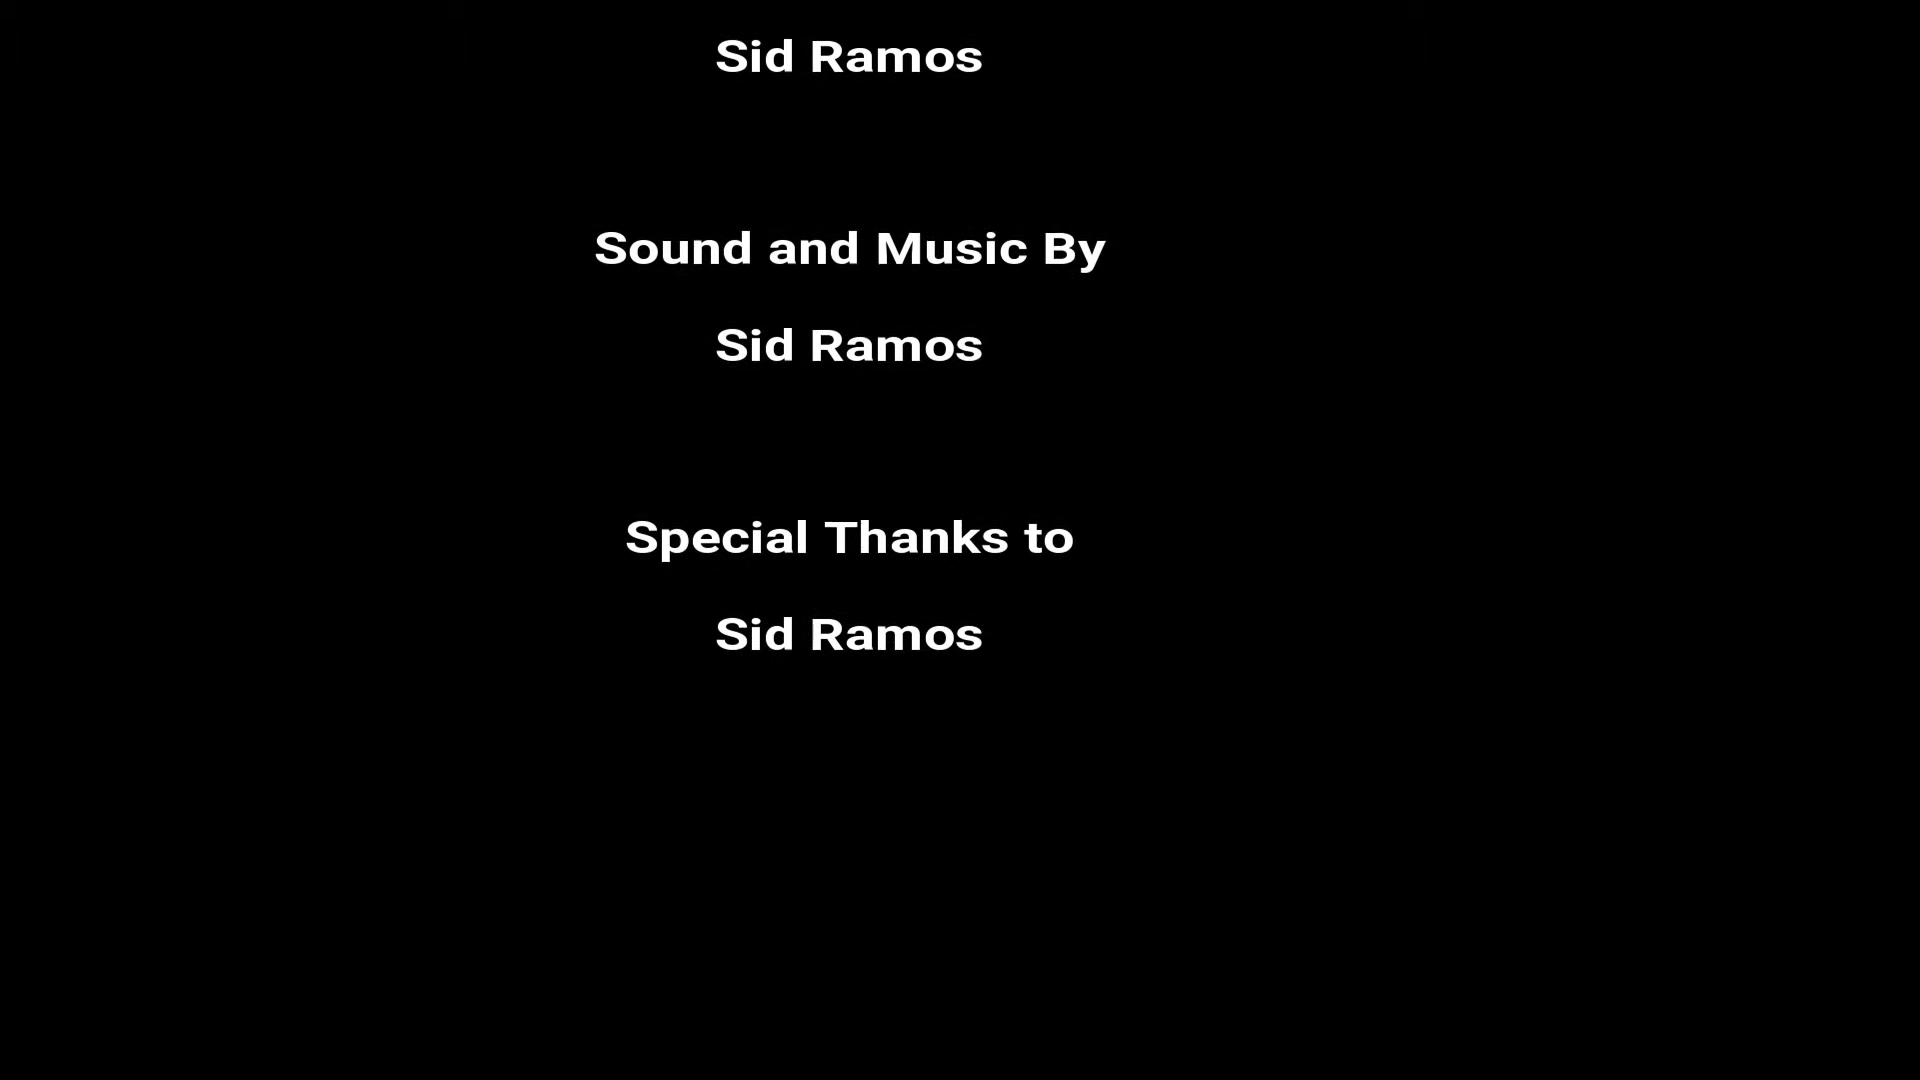 Sid Ramos
Sound and Music By
Sid Ramos
Special Thanks to
Sid Ramos